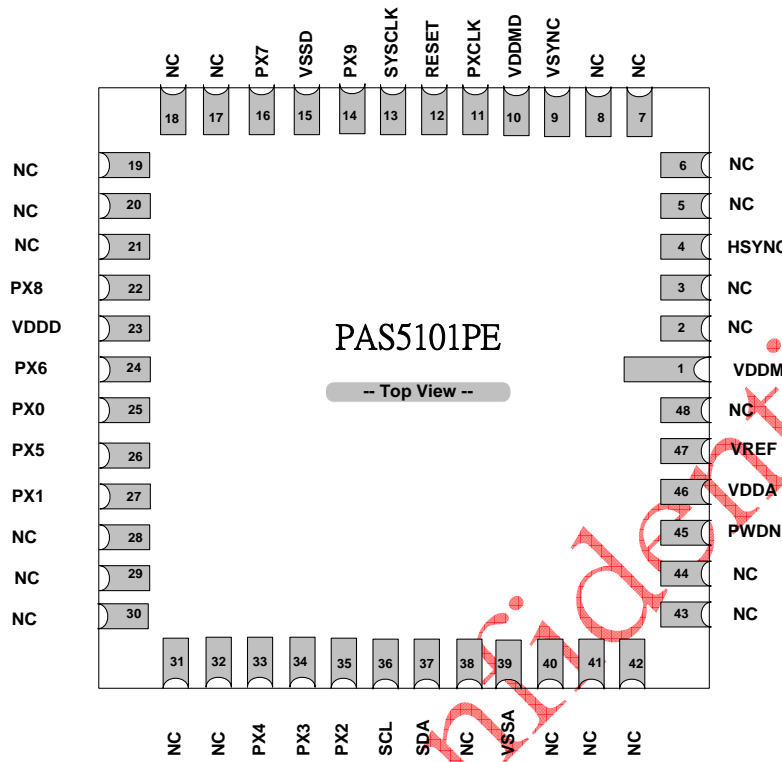 NC NC PX7 VSSD PX9 SYSCLK RESET PXCLK VDDMD VSYNC NC NC
18 17 16 15 14 13 12 11 10 9 8 7
NC 19 6 NC
NC 20 5 NC
NC 21 4 HSYNC
PX8 22 3 NC
VDDD 23 2 NC
PAS5101PE
PX6 24 1 VDDM
-- Top View --
PX0 25 48 NC
PX5 26 47 VREF
PX1 27 46 VDDA
NC 28 45 PWDN
NC 29 44 NC
NC 30 43 NC
31 32 33 34 35 36 37 38 39 40 41 42
NC NC PX4 PX3 PX2 SCL SDA NC VSSA NC NC NC
nfidenti